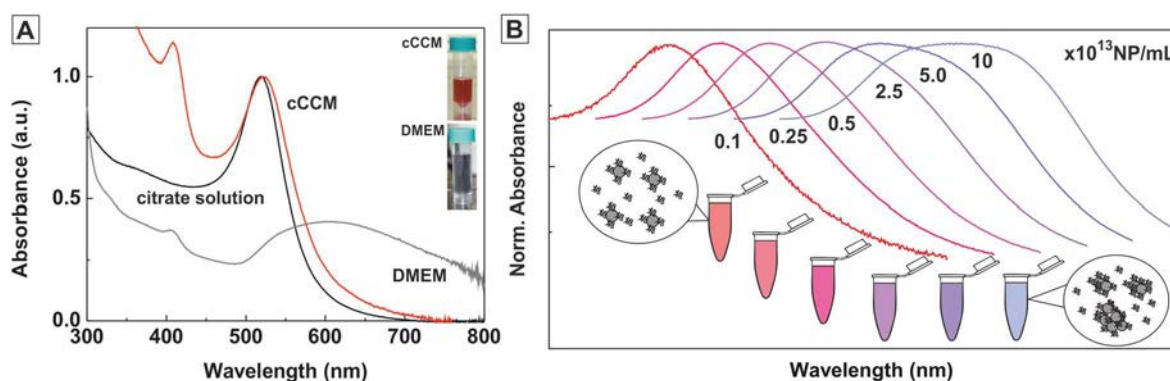 A
Absorbance (a.u.)
1.0
0.5
0.0
300
400
500
600
700
800
Wavelength (nm)
cCCM
citrate solution
DMEM
cCCM
DMEM
B
x10¹³NP/mL
0.1
0.25
0.5
2.5
5.0
10
Norm. Absorbance
Wavelength (nm)